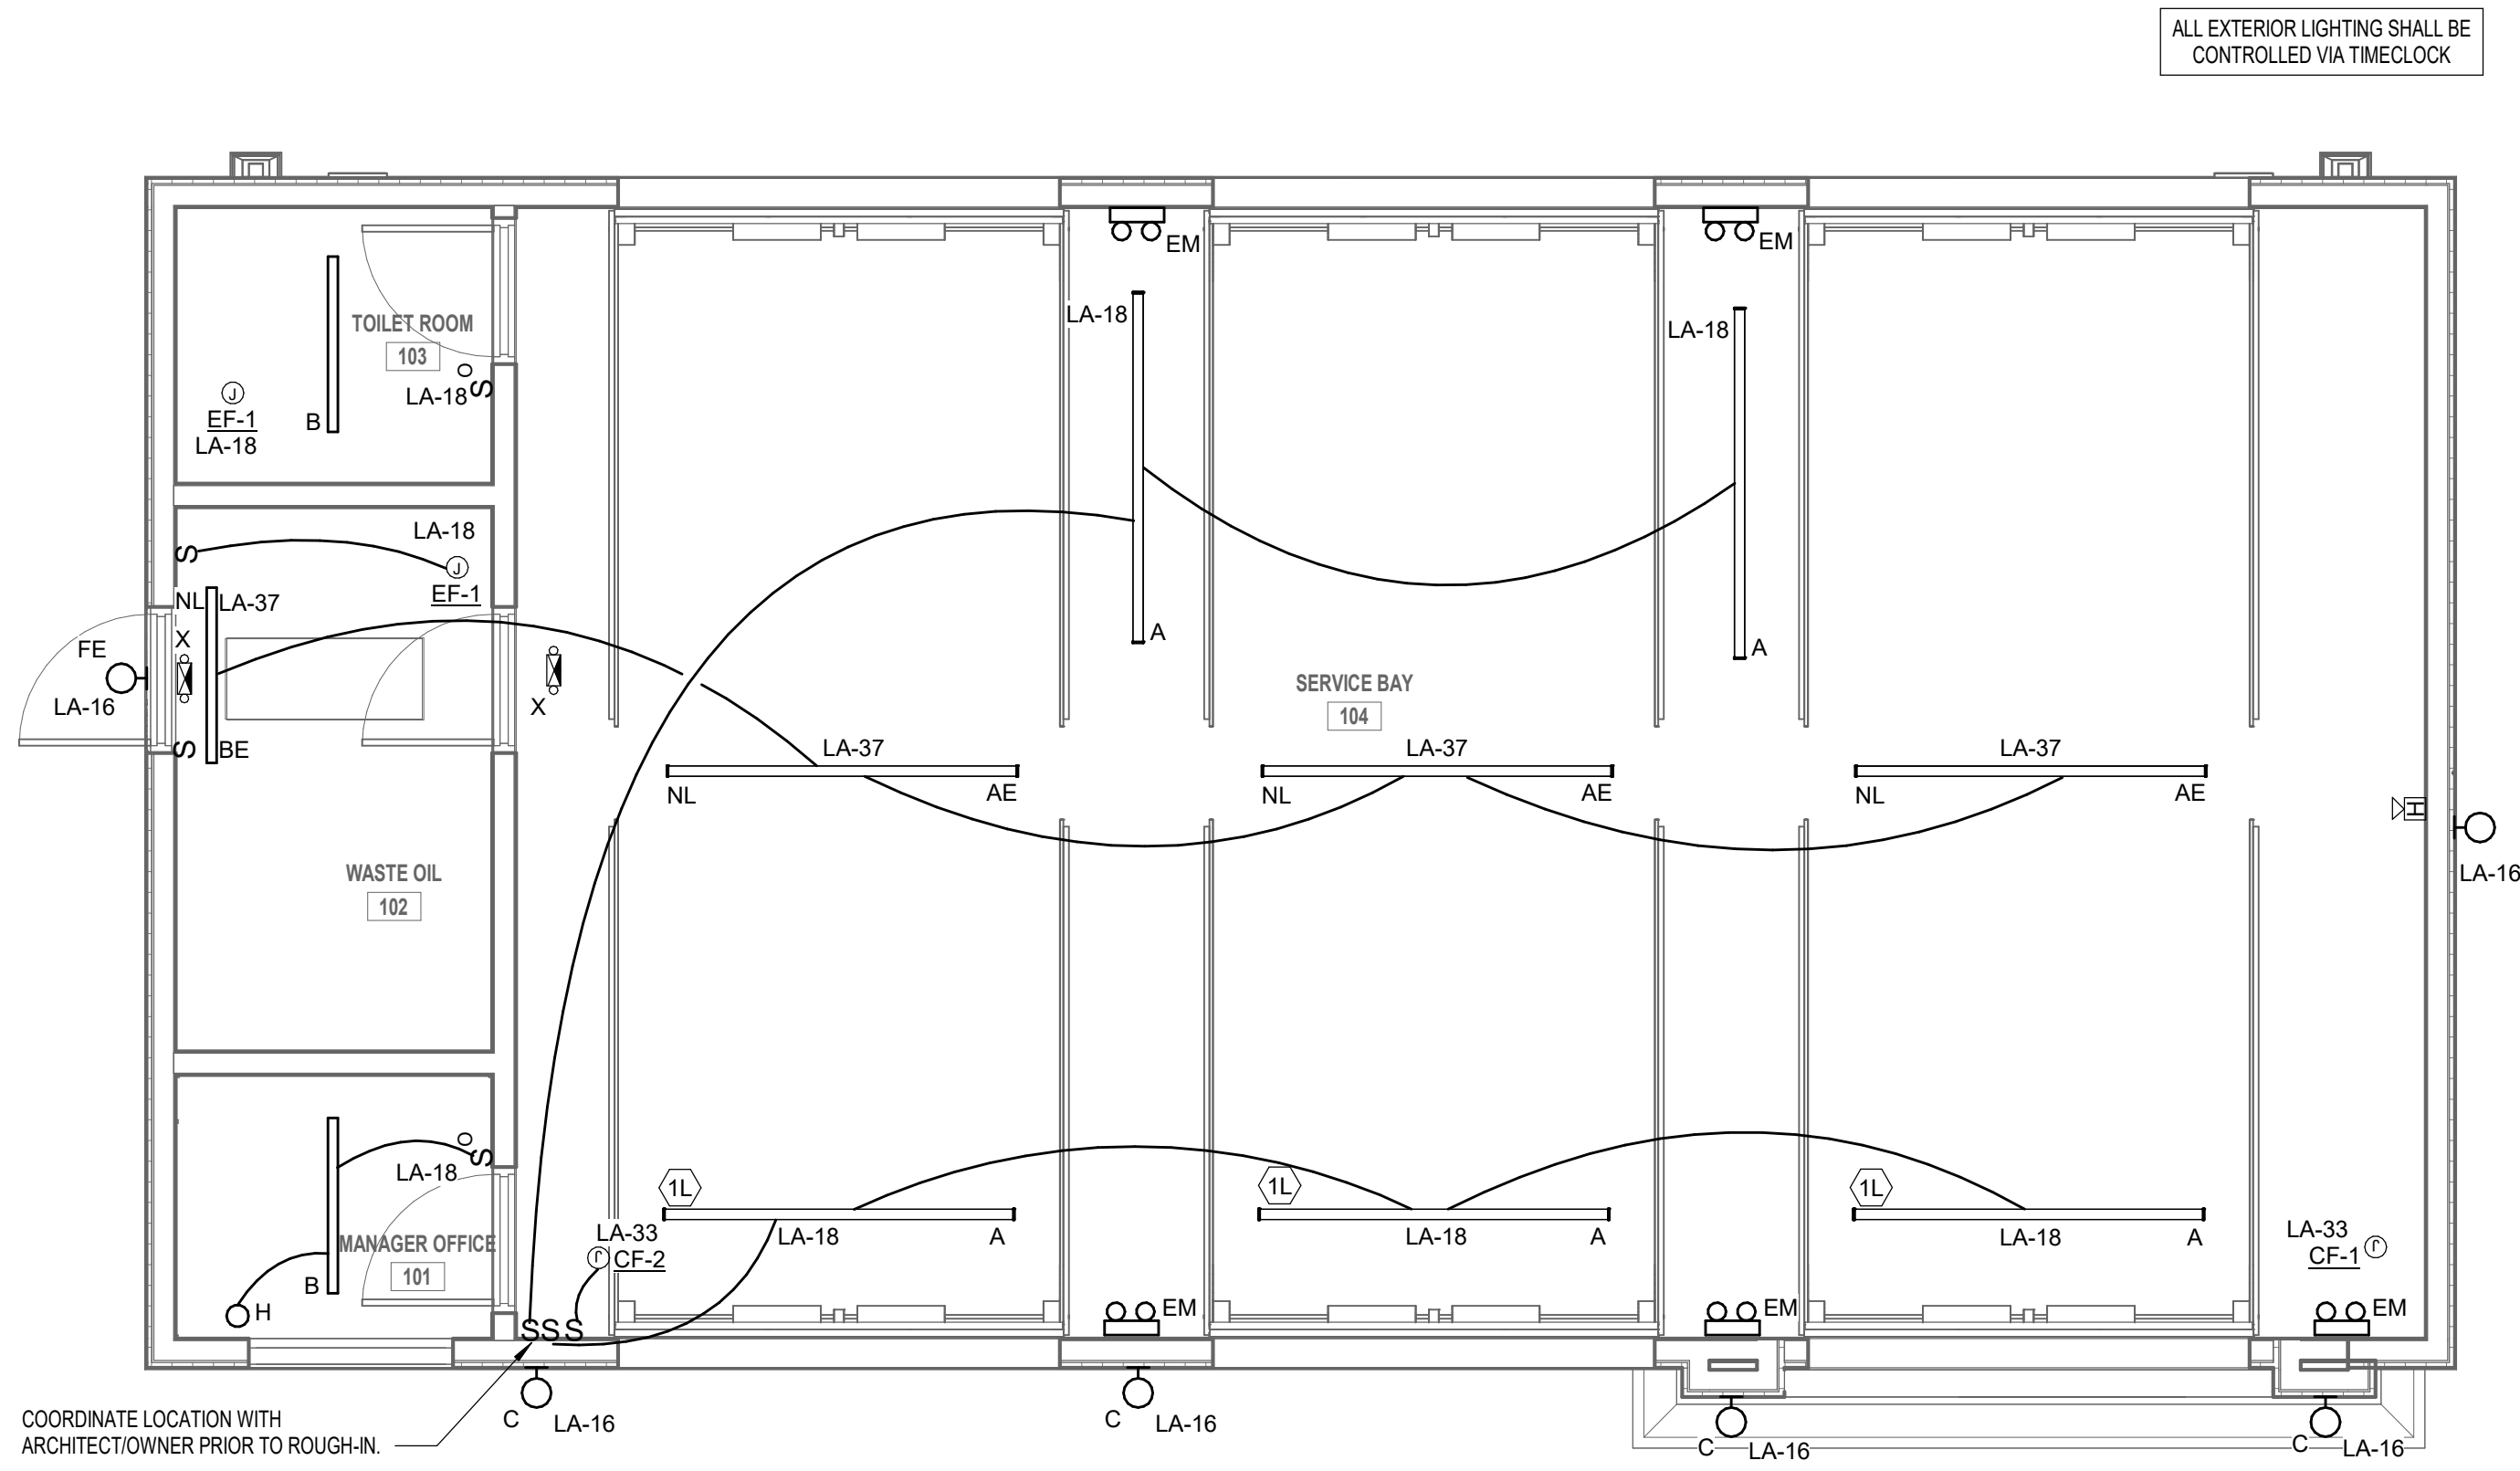 ALL EXTERIOR LIGHTING SHALL BE
CONTROLLED VIA TIMECLOCK
EM
EM
LA-18
LA-18
TOILET ROOM
103
LA-18
O
S
J
EF-1
LA-18
B
LA-18
S
J
EF-1
NL
LA-37
X
FE
LA-16
S
BE
X
A
A
SERVICE BAY
104
LA-37
NL
AE
LA-37
NL
AE
LA-37
NL
AE
H
LA-16
WASTE OIL
102
O
S
LA-18
MANAGER OFFICE
101
B
H
1L
LA-18
A
1L
LA-18
A
1L
LA-18
A
LA-33
J
CF-2
LA-33
CF-1
J
SSS
EM
EM
EM
C
LA-16
C
LA-16
C
LA-16
C
LA-16
COORDINATE LOCATION WITH
ARCHITECT/OWNER PRIOR TO ROUGH-IN.